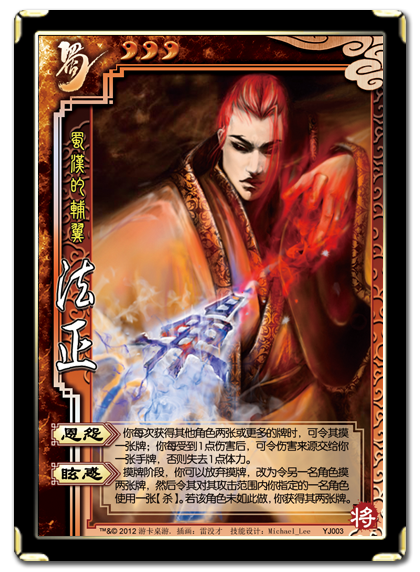 蜀
蜀漢的輔翼
法正
恩怨
你每次获得其他角色两张或更多的牌时，可令其摸
一张牌；你每受到1点伤害后，可令伤害来源交给你
一张手牌，否则失去1点体力。
眩惑
摸牌阶段，你可以放弃摸牌，改为令另一名角色摸
两张牌，然后令其对其攻击范围内你指定的一名角色
使用一张【杀】。若该角色未如此做，你获得其两张牌。
将
™&© 2012 游卡桌游. 插画：雷没才 技能设计：Michael_Lee YJ003